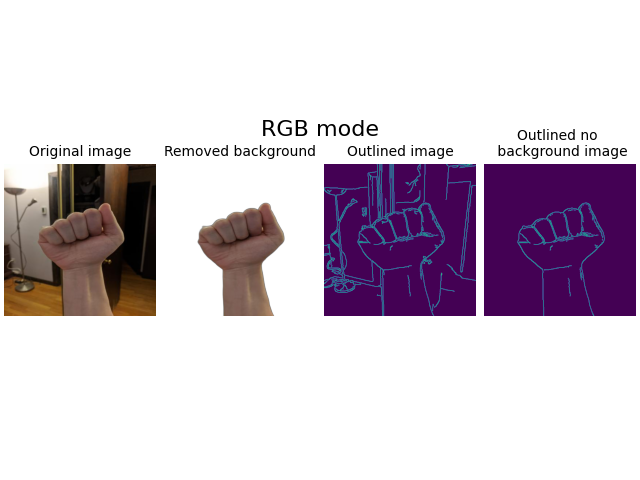 RGB mode
Original image
Removed background
Outlined image
Outlined no
background image